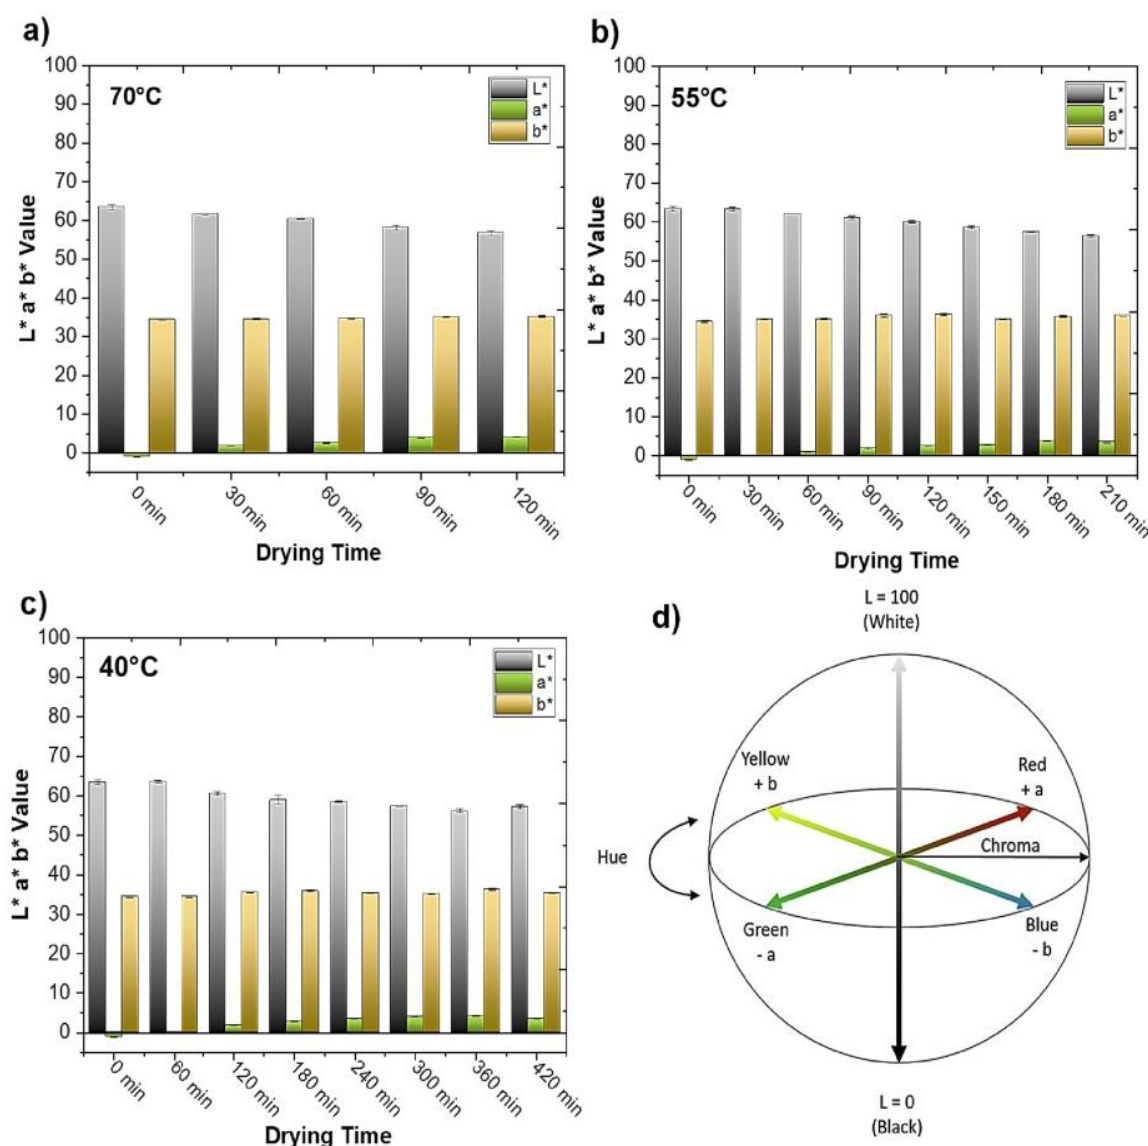 a)
70°C
L*
a*
b*
100
90
80
70
60
50
40
30
20
10
0
L* a* b* Value
0 min
30 min
60 min
90 min
120 min
Drying Time
b)
55°C
L*
a*
b*
100
90
80
70
60
50
40
30
20
10
0
L* a* b* Value
0 min
30 min
60 min
90 min
120 min
150 min
180 min
210 min
Drying Time
c)
40°C
L*
a*
b*
100
90
80
70
60
50
40
30
20
10
0
L* a* b* Value
0 min
60 min
120 min
180 min
240 min
300 min
360 min
420 min
Drying Time
d)
L = 100
(White)
Yellow
+ b
Red
+ a
Hue
Chroma
Green
- a
Blue
- b
L = 0
(Black)